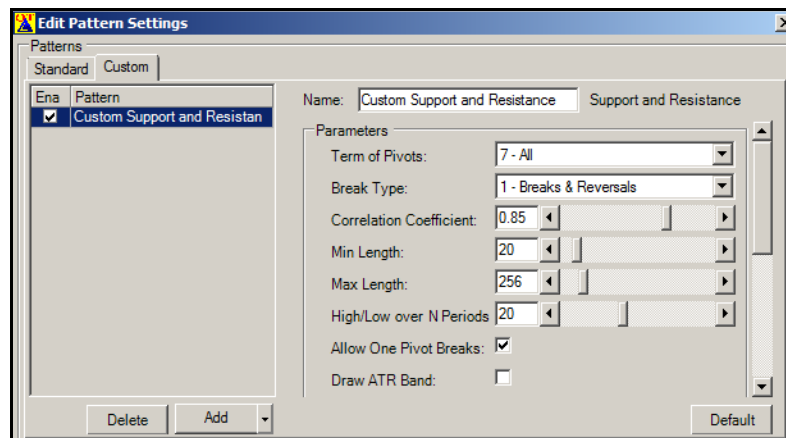 Edit Pattern Settings
Patterns
Standard Custom
Ena Pattern
Custom Support and Resistan
Name: Custom Support and Resistance Support and Resistance
Parameters
Term of Pivots: 7 - All
Break Type: 1 - Breaks & Reversals
Correlation Coefficient: 0.85
Min Length: 20
Max Length: 256
High/Low over N Periods 20
Allow One Pivot Breaks:
Draw ATR Band:
Delete Add Default